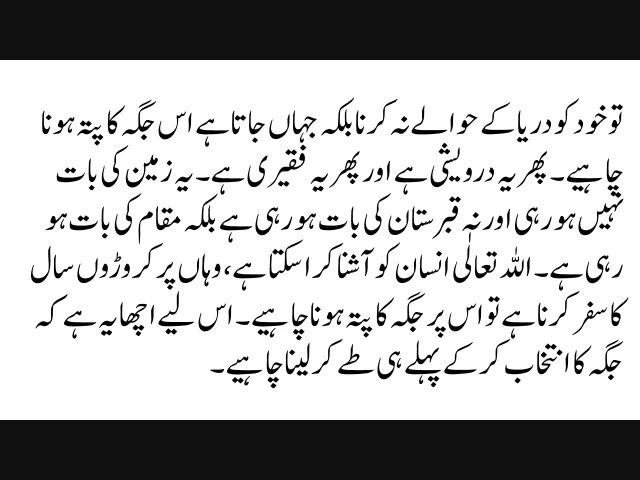 تو خود کو دریا کے حوالے نہ کرنا بلکہ جہاں جاتا ہے اس جگہ کا پتہ ہونا
چاہیے۔ پھر یہ درویشی ہے اور پھر یہ فقیری ہے۔ یہ زمین کی بات
نہیں ہو رہی اور نہ قبرستان کی بات ہو رہی ہے بلکہ مقام کی بات ہو
رہی ہے۔ اللہ تعالٰی انسان کو آشنا کرا سکتا ہے، وہاں پر کروڑوں سال
کا سفر کرنا ہے تو اس پر جگہ کا پتہ ہونا چاہیے۔ اس لیے اچھا یہ ہے کہ
جگہ کا انتخاب کر کے پہلے ہی طے کر لینا چاہیے۔